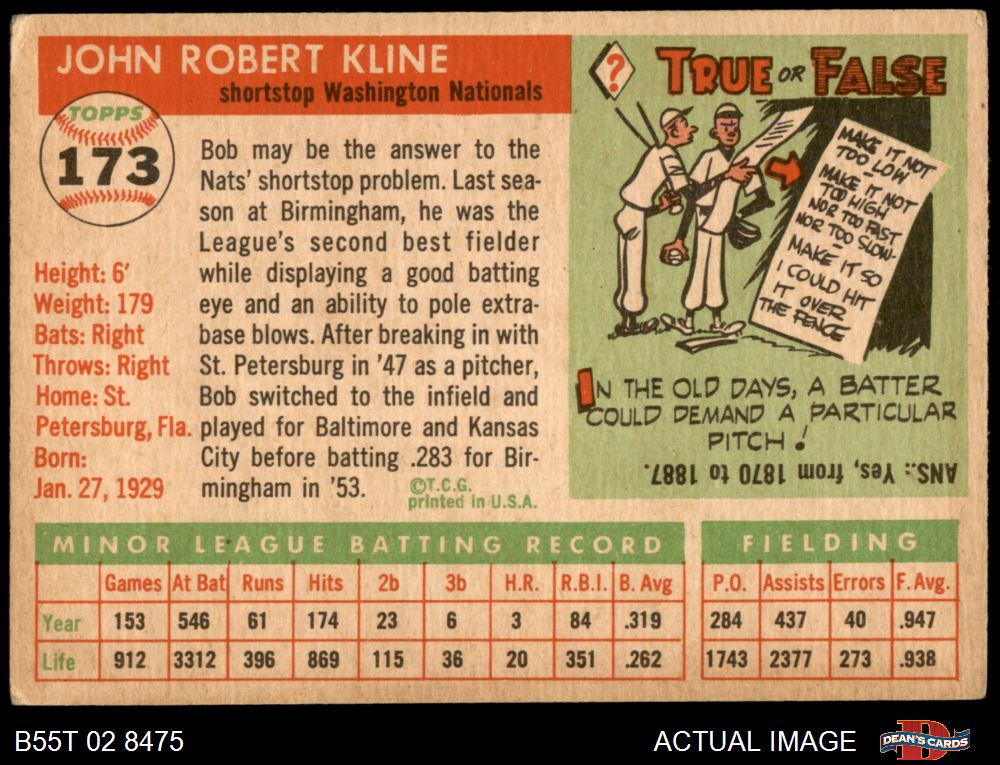 JOHN ROBERT KLINE
shortstop Washington Nationals
TOPPS
173
Height: 6'
Weight: 179
Bats: Right
Throws: Right
Home: St.
Petersburg, Fla.
Born:
Jan. 27, 1929
Bob may be the answer to the
Nats' shortstop problem. Last sea-
son at Birmingham, he was the
League's second best fielder
while displaying a good batting
eye and an ability to pole extra-
base blows. After breaking in with
St. Petersburg in '47 as a pitcher,
Bob switched to the infield and
played for Baltimore and Kansas
City before batting .283 for Bir-
mingham in '53.
©T.C.G.
printed in U.S.A.
?
TRUE OR FALSE
MAKE IT NOT
TOO LOW -
MAKE IT NOT
TOO HIGH
NOR TOO FAST
NOR TOO SLOW-
MAKE IT SO
I COULD HIT
IT OVER
THE FENCE
IN THE OLD DAYS, A BATTER
COULD DEMAND A PARTICULAR
PITCH!
ANS.: Yes, from 1870 to 1887.
MINOR LEAGUE BATTING RECORD FIELDING
Games At Bat Runs Hits 2b 3b H.R. R.B.I. B. Avg P.O. Assists Errors F. Avg.
Year 153 546 61 174 23 6 3 84 .319 284 437 40 .947
Life 912 3312 396 869 115 36 20 351 .262 1743 2377 273 .938
B55T 02 8475
ACTUAL IMAGE
D
DEAN'S CARDS